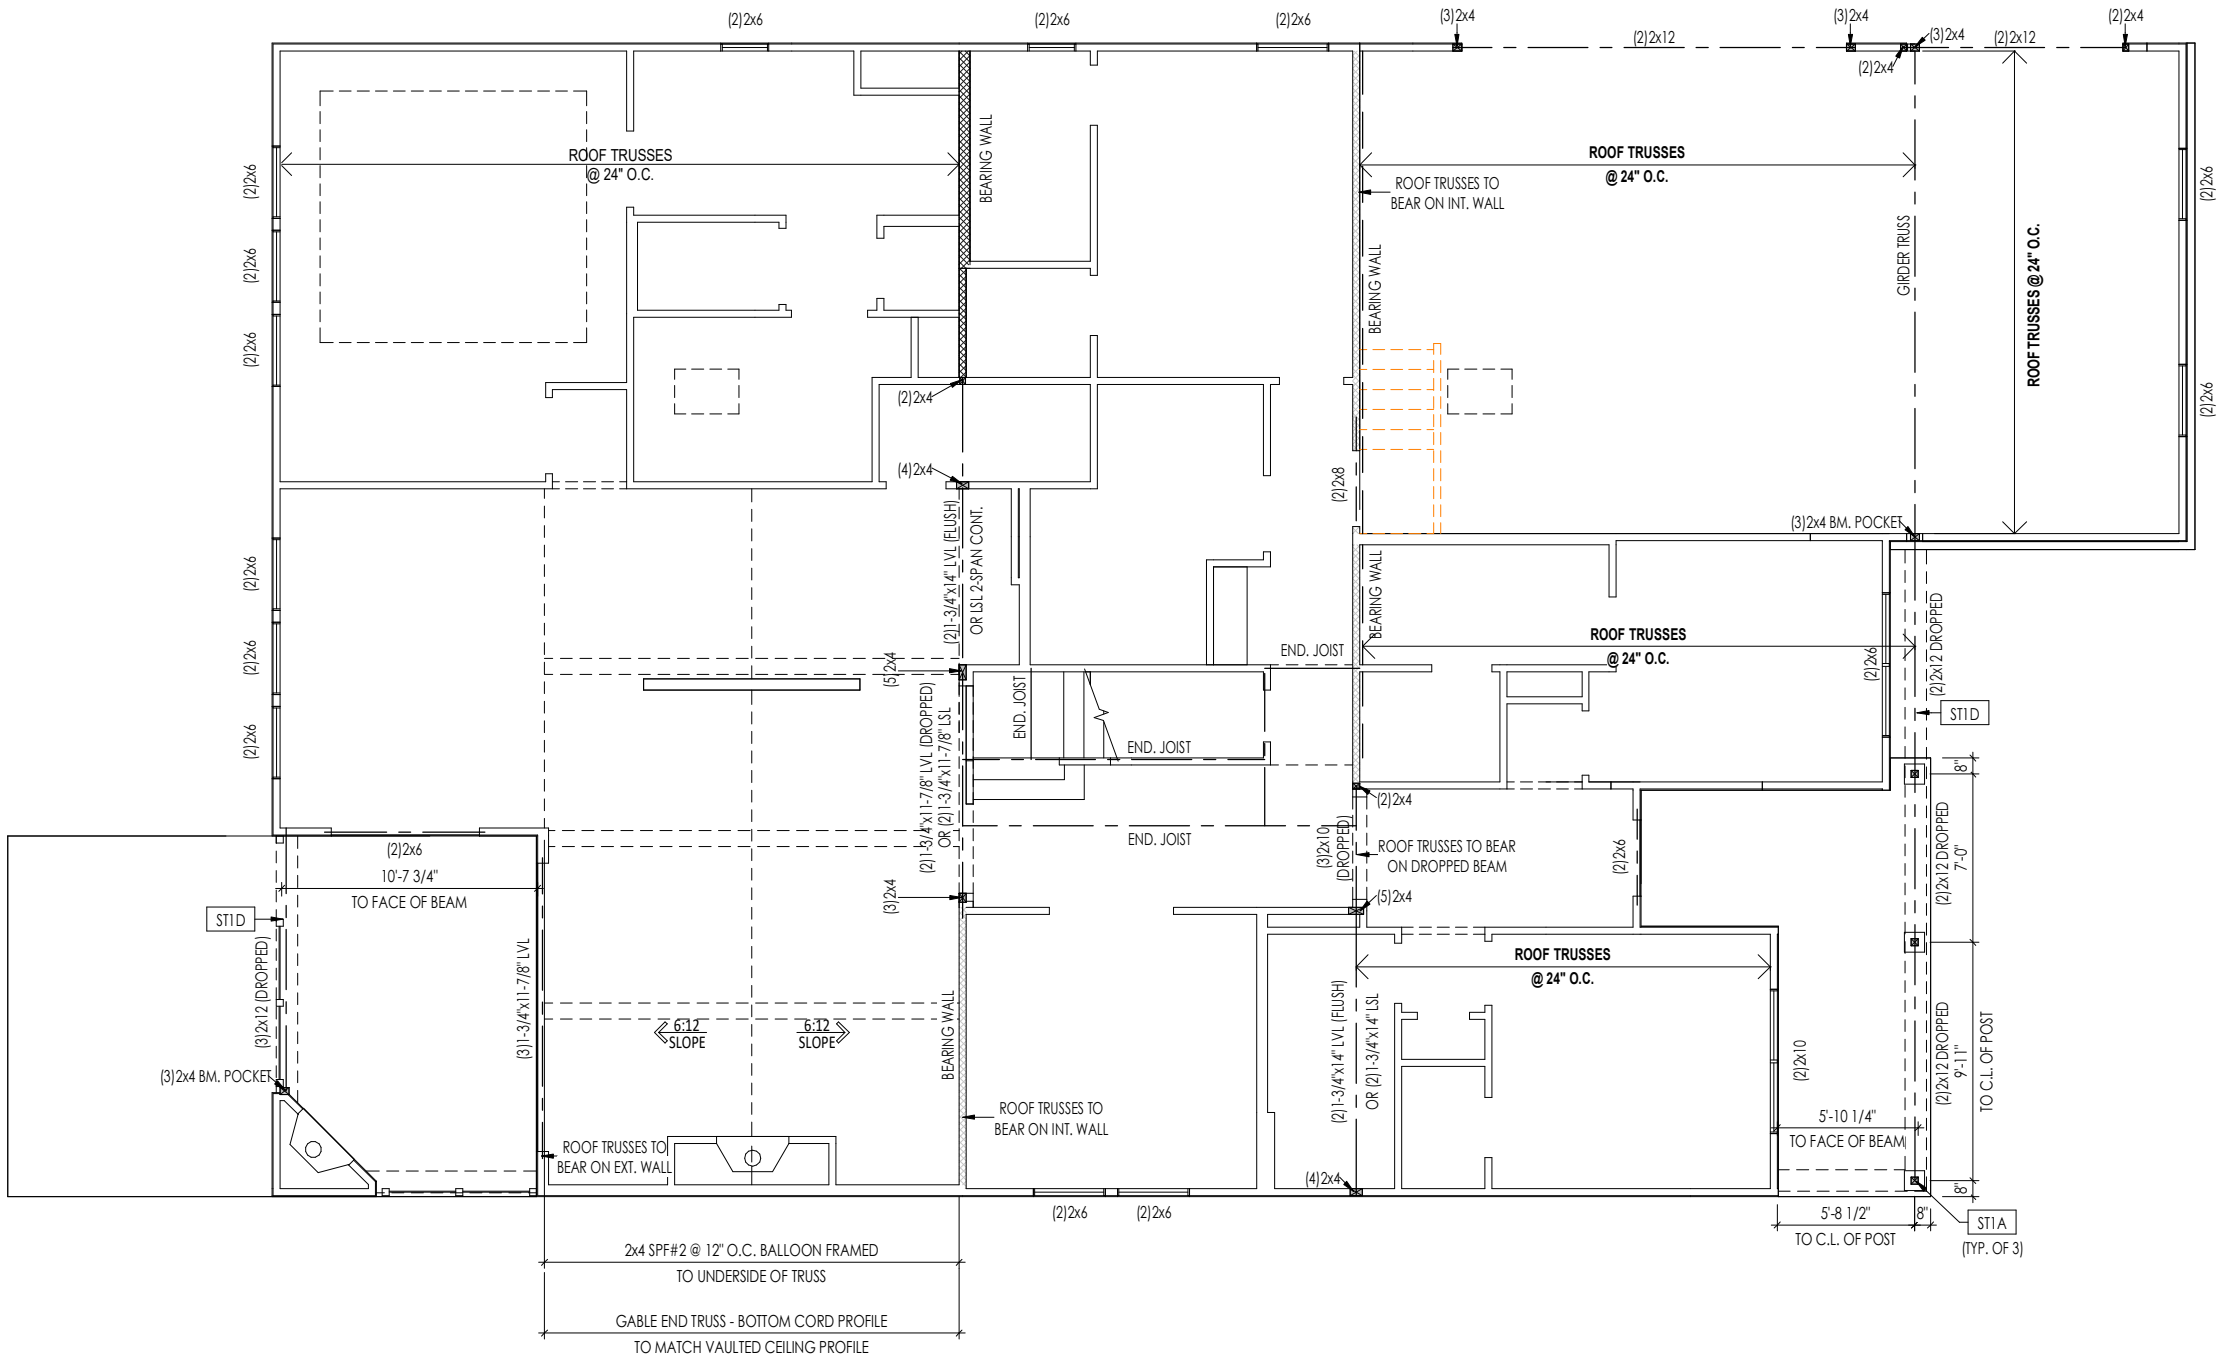 (2)2x6
(2)2x6
(2)2x6
(3)2x4
(2)2x12
(3)2x4
(3)2x4
(2)2x12
(2)2x4
(2)2x4
ROOF TRUSSES
@ 24" O.C.
BEARING WALL
ROOF TRUSSES TO
BEAR ON INT. WALL
ROOF TRUSSES
@ 24" O.C.
(2)2x6
(2)2x6
(2)2x6
BEARING WALL
GIRDER TRUSS
ROOF TRUSSES @ 24" O.C.
(2)2x6
(2)2x6
(2)2x4
(4)2x4
(2)1-3/4"x14" LVL (FLUSH)
OR LSL 2-SPAN CONT.
(2)2x8
(3)2x4 BM. POCKET
(2)2x6
(2)2x6
(2)2x6
BEARING WALL
ROOF TRUSSES
@ 24" O.C.
(2)2x6
(2)2x12 DROPPED
ST1D
END. JOIST
(5)2x4
END. JOIST
END. JOIST
(2)1-3/4"x11-7/8" LVL (DROPPED)
OR (2)1-3/4"x11-7/8" LSL
END. JOIST
(2)2x4
(3)2x10
(DROPPED)
ROOF TRUSSES TO BEAR
ON DROPPED BEAM
(2)2x6
8"
(2)2x12 DROPPED
7'-0"
(2)2x6
10'-7 3/4"
TO FACE OF BEAM
ST1D
(3)2x12 (DROPPED)
(3)1-3/4"x11-7/8" LVL
(3)2x4
(5)2x4
ROOF TRUSSES
@ 24" O.C.
(2)1-3/4"x14" LVL (FLUSH)
OR (2)1-3/4"x14" LSL
6:12
SLOPE
6:12
SLOPE
BEARING WALL
(2)2x10
(2)2x12 DROPPED
9'-11"
TO C.L. OF POST
(3)2x4 BM. POCKET
ROOF TRUSSES TO
BEAR ON INT. WALL
5'-10 1/4"
TO FACE OF BEAM
ROOF TRUSSES TO
BEAR ON EXT. WALL
(4)2x4
8"
(2)2x6
(2)2x6
5'-8 1/2"
8"
TO C.L. OF POST
ST1A
(TYP. OF 3)
2x4 SPF#2 @ 12" O.C. BALLOON FRAMED
TO UNDERSIDE OF TRUSS
GABLE END TRUSS - BOTTOM CORD PROFILE
TO MATCH VAULTED CEILING PROFILE